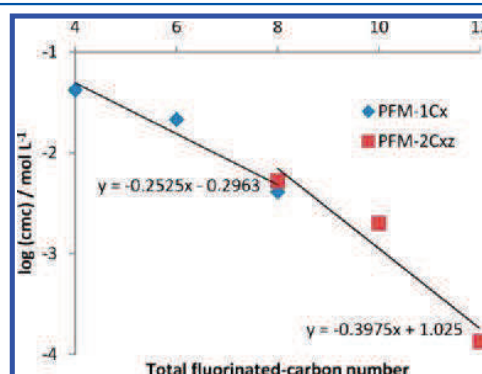 4 6 8 10 12
-1
PFM-1Cx
PFM-2Cxz
-2
y = -0.2525x - 0.2963
-3
y = -0.3975x + 1.025
-4
log (cmc) / mol L⁻¹
Total fluorinated-carbon number